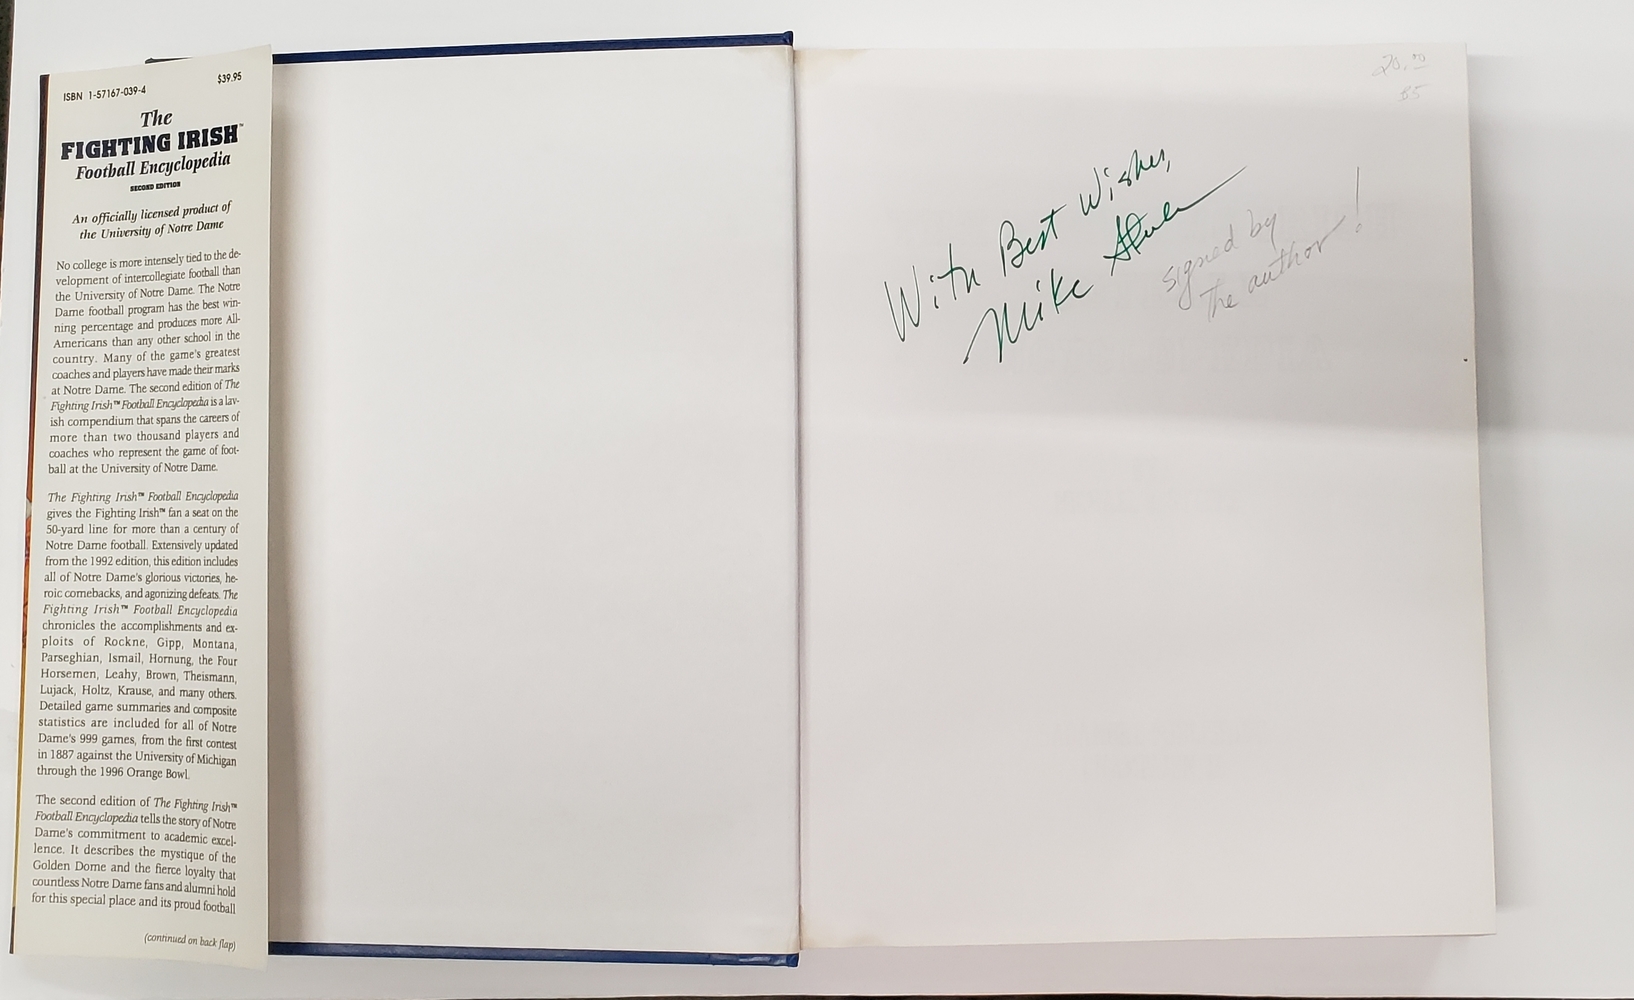 ISBN 1-57167-039-4
$39.95
The
FIGHTING IRISH™
Football Encyclopedia
SECOND EDITION
An officially licensed product of
the University of Notre Dame
No college is more intensely tied to the de-
velopment of intercollegiate football than
the University of Notre Dame. The Notre
Dame football program has the best win-
ning percentage and produces more All-
Americans than any other school in the
country. Many of the game's greatest
coaches and players have made their marks
at Notre Dame. The second edition of The
Fighting Irish™ Football Encyclopedia is a lav-
ish compendium that spans the careers of
more than two thousand players and
coaches who represent the game of foot-
ball at the University of Notre Dame.
The Fighting Irish™ Football Encyclopedia
gives the Fighting Irish™ fan a seat on the
50-yard line for more than a century of
Notre Dame football. Extensively updated
from the 1992 edition, this edition includes
all of Notre Dame's glorious victories, he-
roic comebacks, and agonizing defeats. The
Fighting Irish™ Football Encyclopedia
chronicles the accomplishments and ex-
ploits of Rockne, Gipp, Montana,
Parseghian, Ismail, Hornung, the Four
Horsemen, Leahy, Brown, Theismann,
Lujack, Holtz, Krause, and many others.
Detailed game summaries and composite
statistics are included for all of Notre
Dame's 999 games, from the first contest
in 1887 against the University of Michigan
through the 1996 Orange Bowl.
The second edition of The Fighting Irish™
Football Encyclopedia tells the story of Notre
Dame's commitment to academic excel-
lence. It describes the mystique of the
Golden Dome and the fierce loyalty that
countless Notre Dame fans and alumni hold
for this special place and its proud football
(continued on back flap)
20.00
With Best Wishes,
Mike
signed by
the author!